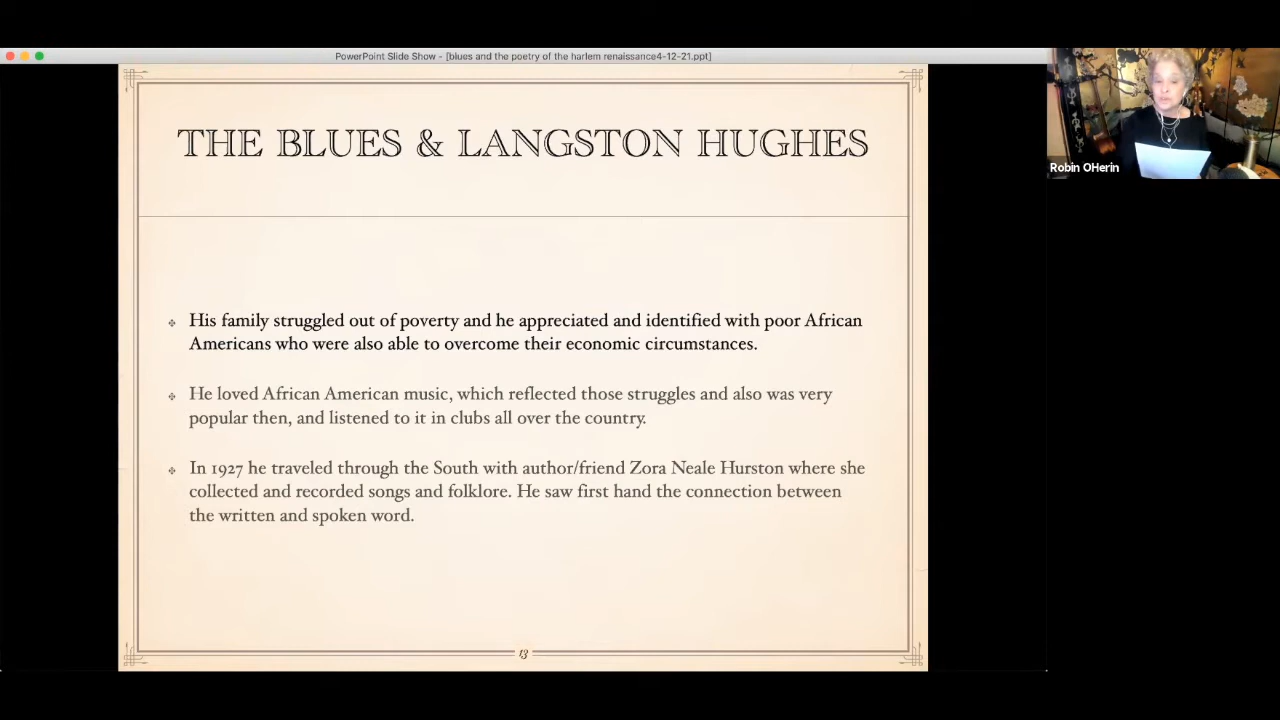 PowerPoint Slide Show - [blues and the poetry of the harlem renaissance4-12-21.ppt]
THE BLUES & LANGSTON HUGHES
His family struggled out of poverty and he appreciated and identified with poor African
Americans who were also able to overcome their economic circumstances.
He loved African American music, which reflected those struggles and also was very
popular then, and listened to it in clubs all over the country.
In 1927 he traveled through the South with author/friend Zora Neale Hurston where she
collected and recorded songs and folklore. He saw first hand the connection between
the written and spoken word.
13
Robin OHerin